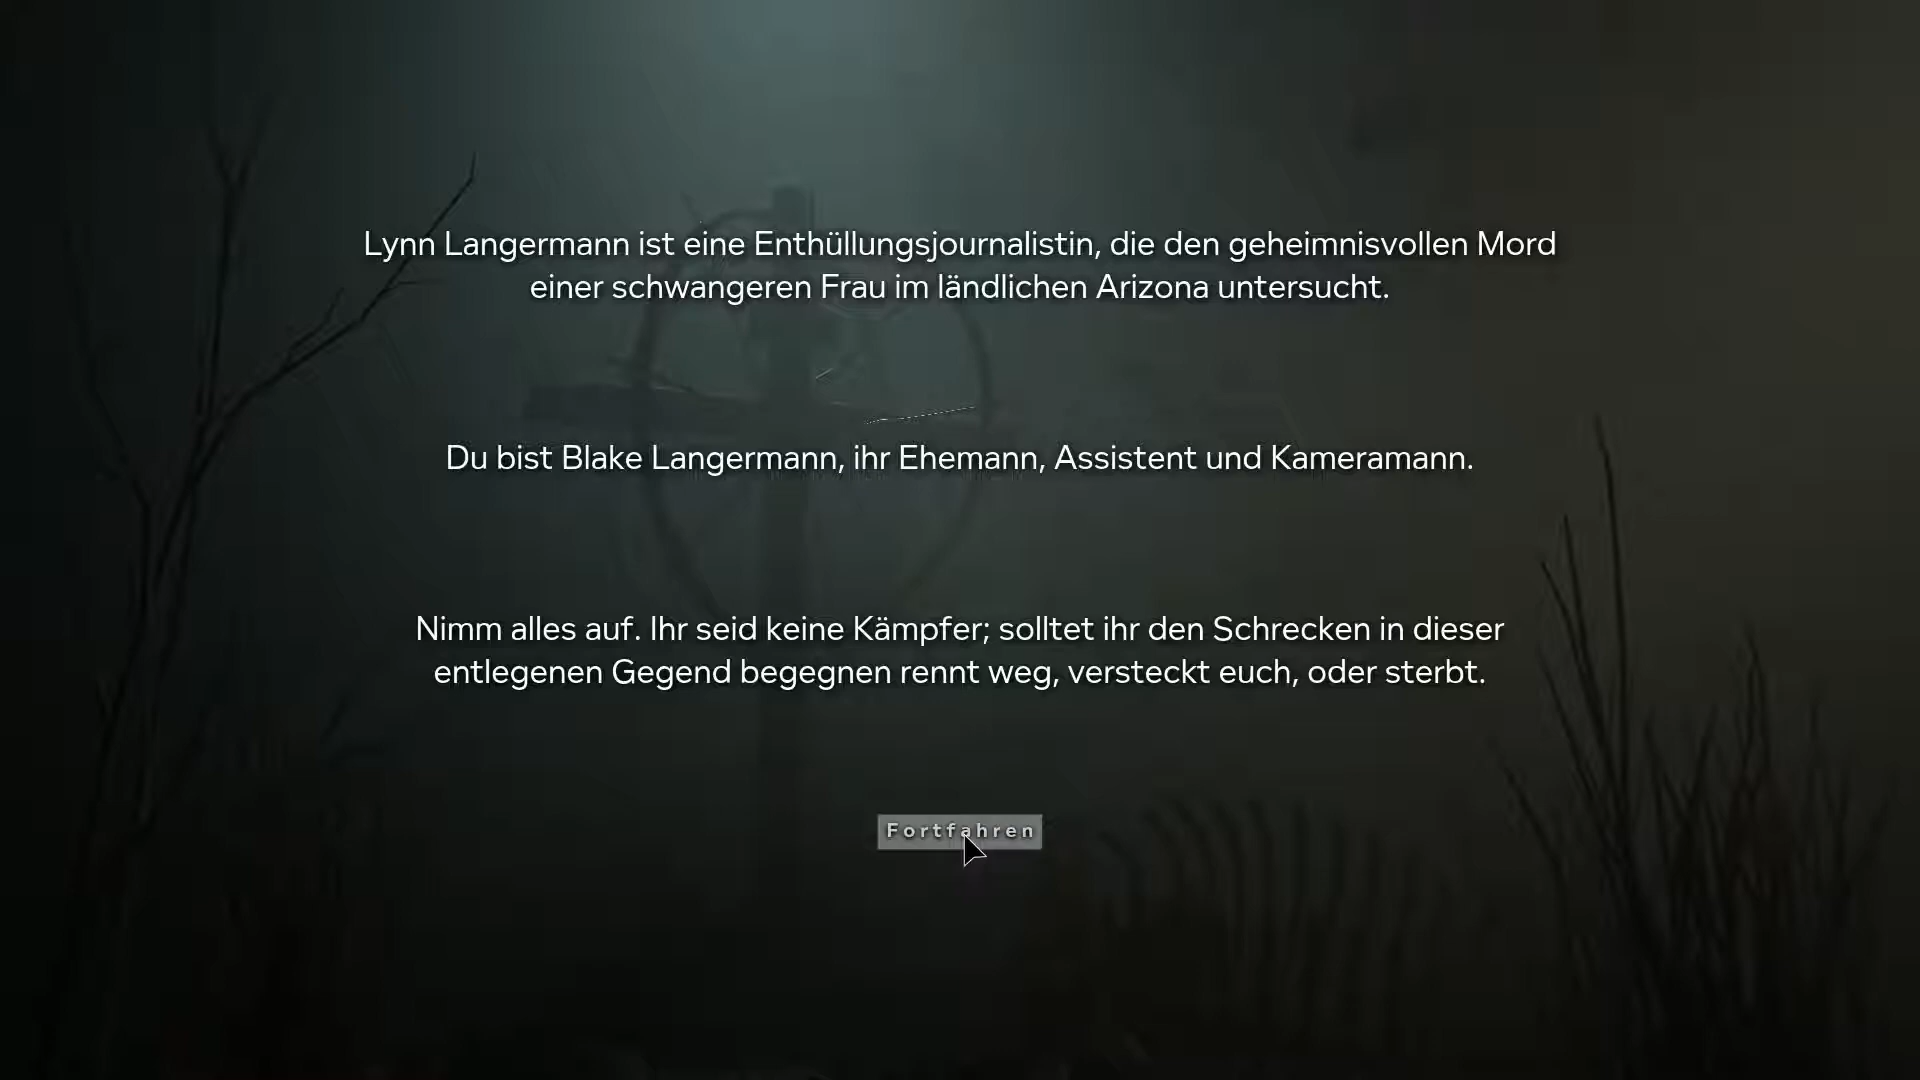 Lynn Langermann ist eine Enthüllungsjournalistin, die den geheimnisvollen Mord
einer schwangeren Frau im ländlichen Arizona untersucht.
Du bist Blake Langermann, ihr Ehemann, Assistent und Kameramann.
Nimm alles auf. Ihr seid keine Kämpfer; solltet ihr den Schrecken in dieser
entlegenen Gegend begegnen rennt weg, versteckt euch, oder sterbt.
Fortfahren